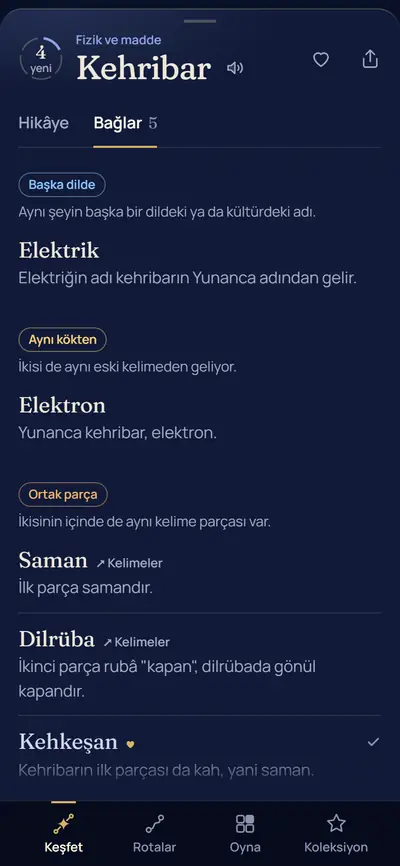 Fizik ve madde
4
yeni
Kehribar
Hikâye
Bağlar 5
Başka dilde
Aynı şeyin başka bir dildeki ya da kültürdeki adı.
Elektrik
Elektriğin adı kehribarın Yunanca adından gelir.
Aynı kökten
İkisi de aynı eski kelimeden geliyor.
Elektron
Yunanca kehribar, elektron.
Ortak parça
İkisinin içinde de aynı kelime parçası var.
Saman ↗ Kelimeler
İlk parça samandır.
Dilrüba ↗ Kelimeler
İkinci parça rubâ "kapan", dilrübada gönül
kapandır.
Kehkeşan
Kehribarın ilk parçası da kah, yani saman.
Keşfet
Rotalar
Oyna
Koleksiyon